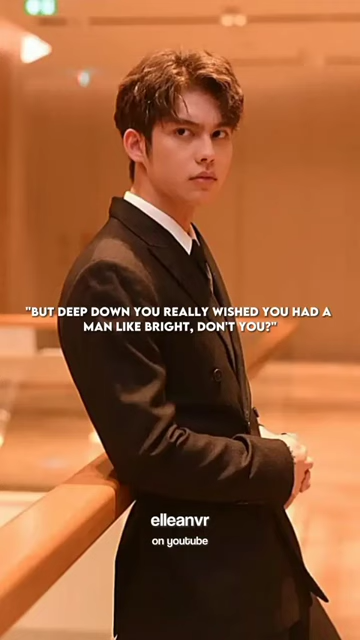 "BUT DEEP DOWN YOU REALLY WISHED YOU HAD A
MAN LIKE BRIGHT, DON'T YOU?"
elleanvr
on youtube